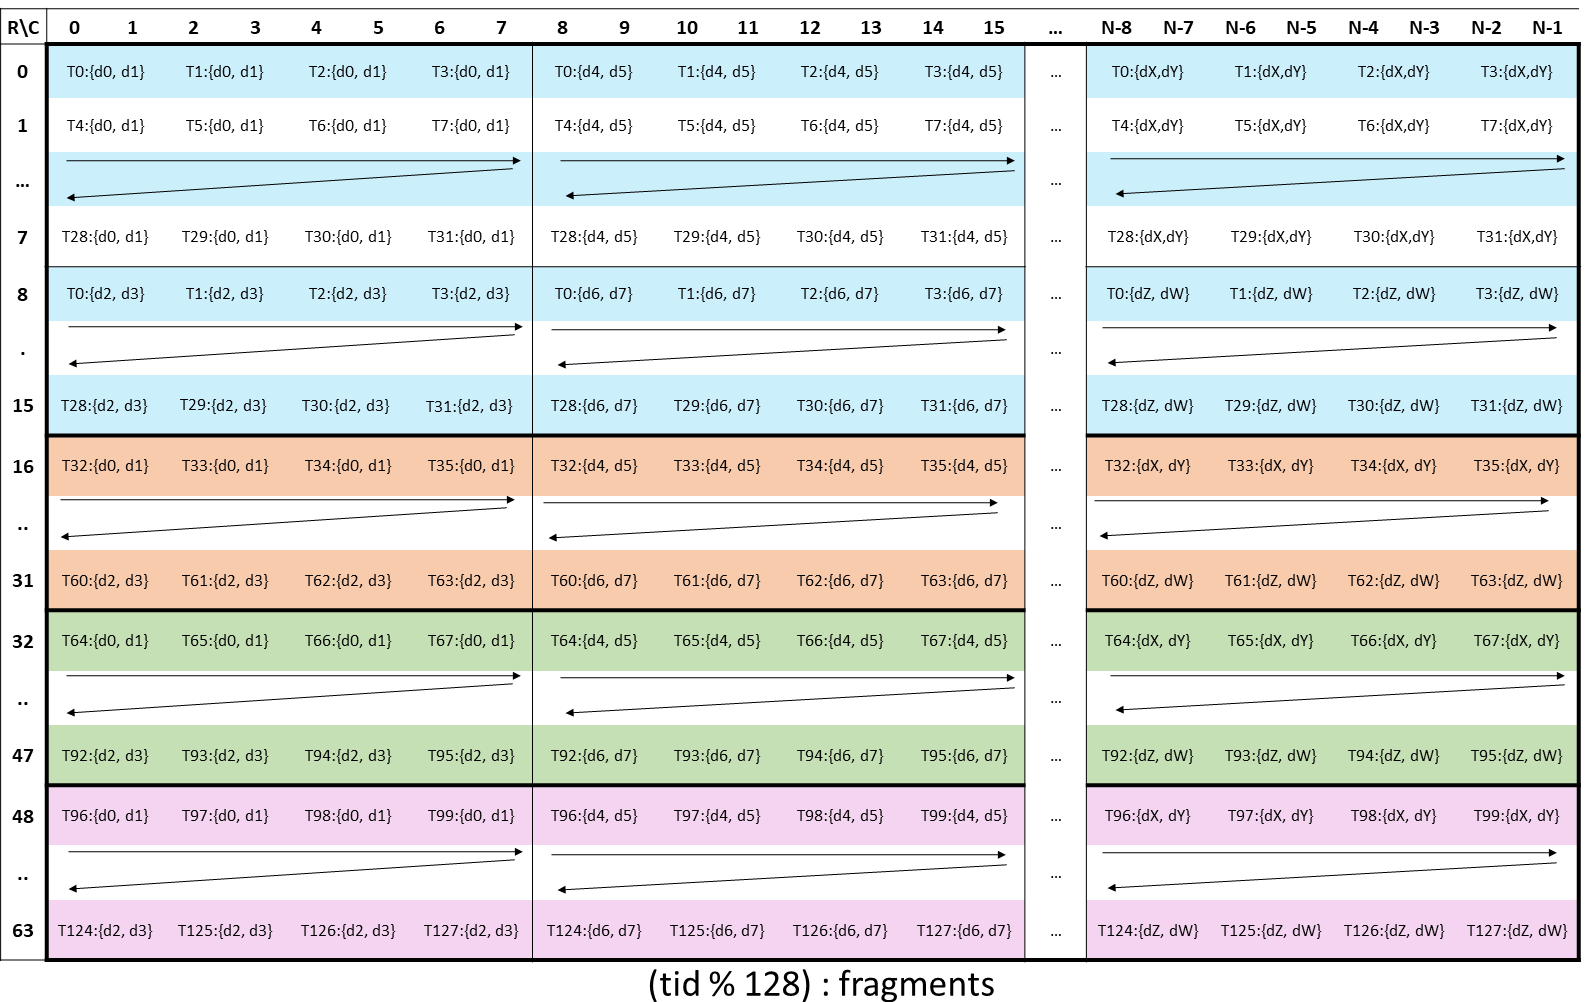 R\C 0 1 2 3 4 5 6 7 8 9 10 11 12 13 14 15 ... N-8 N-7 N-6 N-5 N-4 N-3 N-2 N-1
0 T0:{d0, d1} T1:{d0, d1} T2:{d0, d1} T3:{d0, d1} T0:{d4, d5} T1:{d4, d5} T2:{d4, d5} T3:{d4, d5} ... T0:{dX,dY} T1:{dX,dY} T2:{dX,dY} T3:{dX,dY}
1 T4:{d0, d1} T5:{d0, d1} T6:{d0, d1} T7:{d0, d1} T4:{d4, d5} T5:{d4, d5} T6:{d4, d5} T7:{d4, d5} ... T4:{dX,dY} T5:{dX,dY} T6:{dX,dY} T7:{dX,dY}
... ...
7 T28:{d0, d1} T29:{d0, d1} T30:{d0, d1} T31:{d0, d1} T28:{d4, d5} T29:{d4, d5} T30:{d4, d5} T31:{d4, d5} ... T28:{dX,dY} T29:{dX,dY} T30:{dX,dY} T31:{dX,dY}
8 T0:{d2, d3} T1:{d2, d3} T2:{d2, d3} T3:{d2, d3} T0:{d6, d7} T1:{d6, d7} T2:{d6, d7} T3:{d6, d7} ... T0:{dZ, dW} T1:{dZ, dW} T2:{dZ, dW} T3:{dZ, dW}
. ...
15 T28:{d2, d3} T29:{d2, d3} T30:{d2, d3} T31:{d2, d3} T28:{d6, d7} T29:{d6, d7} T30:{d6, d7} T31:{d6, d7} ... T28:{dZ, dW} T29:{dZ, dW} T30:{dZ, dW} T31:{dZ, dW}
16 T32:{d0, d1} T33:{d0, d1} T34:{d0, d1} T35:{d0, d1} T32:{d4, d5} T33:{d4, d5} T34:{d4, d5} T35:{d4, d5} ... T32:{dX, dY} T33:{dX, dY} T34:{dX, dY} T35:{dX, dY}
.. ...
31 T60:{d2, d3} T61:{d2, d3} T62:{d2, d3} T63:{d2, d3} T60:{d6, d7} T61:{d6, d7} T62:{d6, d7} T63:{d6, d7} ... T60:{dZ, dW} T61:{dZ, dW} T62:{dZ, dW} T63:{dZ, dW}
32 T64:{d0, d1} T65:{d0, d1} T66:{d0, d1} T67:{d0, d1} T64:{d4, d5} T65:{d4, d5} T66:{d4, d5} T67:{d4, d5} ... T64:{dX, dY} T65:{dX, dY} T66:{dX, dY} T67:{dX, dY}
.. ...
47 T92:{d2, d3} T93:{d2, d3} T94:{d2, d3} T95:{d2, d3} T92:{d6, d7} T93:{d6, d7} T94:{d6, d7} T95:{d6, d7} ... T92:{dZ, dW} T93:{dZ, dW} T94:{dZ, dW} T95:{dZ, dW}
48 T96:{d0, d1} T97:{d0, d1} T98:{d0, d1} T99:{d0, d1} T96:{d4, d5} T97:{d4, d5} T98:{d4, d5} T99:{d4, d5} ... T96:{dX, dY} T97:{dX, dY} T98:{dX, dY} T99:{dX, dY}
.. ...
63 T124:{d2, d3} T125:{d2, d3} T126:{d2, d3} T127:{d2, d3} T124:{d6, d7} T125:{d6, d7} T126:{d6, d7} T127:{d6, d7} ... T124:{dZ, dW} T125:{dZ, dW} T126:{dZ, dW} T127:{dZ, dW}
(tid % 128) : fragments